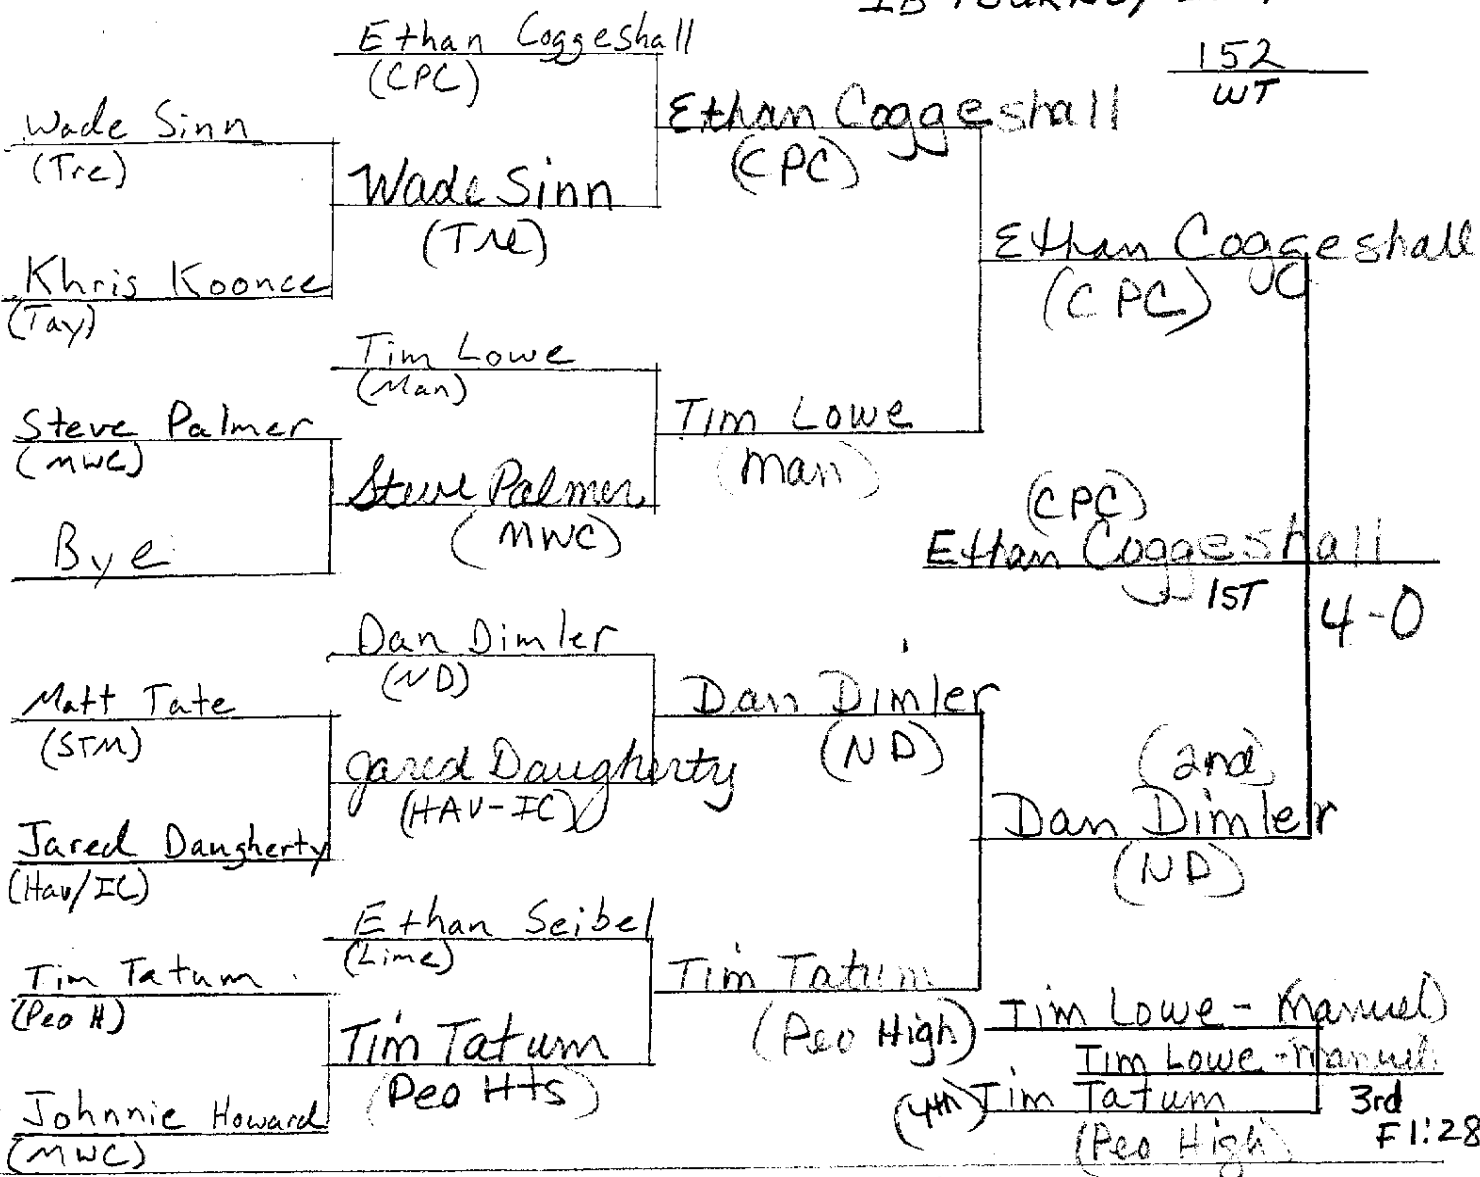 IB TOURNEY
152
WT
Ethan Coggeshall
(CPC)
Wade Sinn
(Tre)
Ethan Coggeshall
(CPC)
Wade Sinn
(Tre)
Khris Koonce
(Tay)
Ethan Coggeshall
(CPC)
Tim Lowe
(Man)
Steve Palmer
(MWC)
Tim Lowe
(Man)
Steve Palmer
(MWC)
Bye
(CPC)
Ethan Coggeshall
1ST
4-0
Dan Dimler
(ND)
Matt Tate
(STM)
Dan Dimler
(ND)
Jared Daugherty
(HAV-IC)
Jared Daugherty
(Hav/IC)
(2nd)
Dan Dimler
(ND)
Ethan Seibel
(Lime)
Tim Tatum
(Peo H)
Tim Tatum
(Peo High)
Tim Tatum
(Peo Hts)
Johnnie Howard
(MWC)
Tim Lowe - Manuel)
Tim Lowe - Manuel
(4th) Tim Tatum
(Peo High)
3rd
F1:28